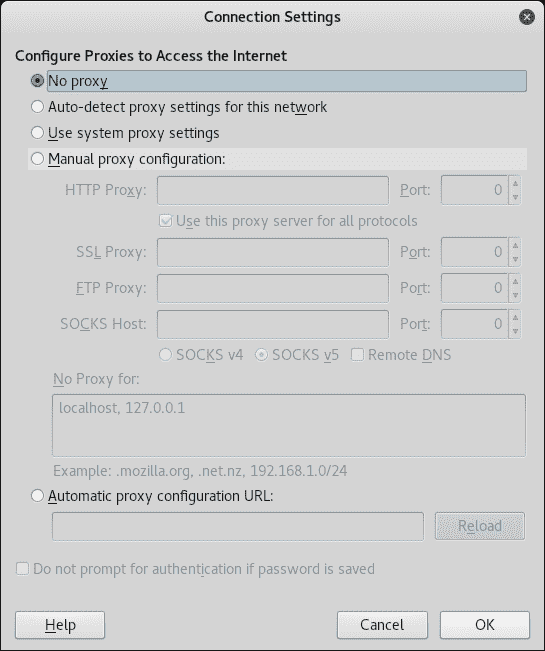 Connection Settings
Configure Proxies to Access the Internet
No proxy
Auto-detect proxy settings for this network
Use system proxy settings
Manual proxy configuration:
HTTP Proxy: Port: 0
Use this proxy server for all protocols
SSL Proxy: Port: 0
FTP Proxy: Port: 0
SOCKS Host: Port: 0
SOCKS v4 SOCKS v5 Remote DNS
No Proxy for:
localhost, 127.0.0.1
Example: .mozilla.org, .net.nz, 192.168.1.0/24
Automatic proxy configuration URL:
Reload
Do not prompt for authentication if password is saved
Help Cancel OK